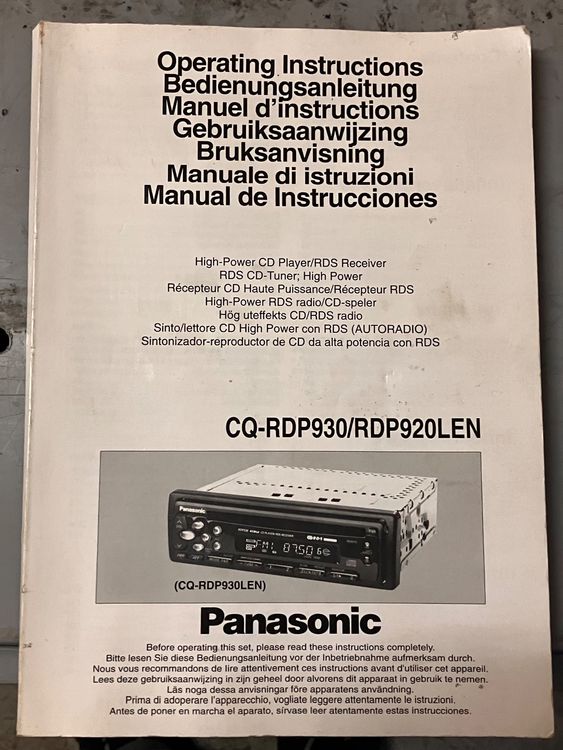 Operating Instructions
Bedienungsanleitung
Manuel d'instructions
Gebruiksaanwijzing
Bruksanvisning
Manuale di istruzioni
Manual de Instrucciones
High-Power CD Player/RDS Receiver
RDS CD-Tuner; High Power
Récepteur CD Haute Puissance/Récepteur RDS
High-Power RDS radio/CD-speler
Hög uteffekts CD/RDS radio
Sinto/lettore CD High Power con RDS (AUTORADIO)
Sintonizador-reproductor de CD da alta potencia con RDS
CQ-RDP930/RDP920LEN
Panasonic
FM1 8750 6
(CQ-RDP930LEN)
Panasonic
Before operating this set, please read these instructions completely.
Bitte lesen Sie diese Bedienungsanleitung vor der Inbetriebnahme aufmerksam durch.
Nous vous recommandons de lire attentivement ces instructions avant d'utiliser cet appareil.
Lees deze gebruiksaanwijzing in zijn geheel door alvorens dit apparaat in gebruik te nemen.
Läs noga dessa anvisningar före apparatens användning.
Prima di adoperare l'apparecchio, vogliate leggere attentamente le istruzioni.
Antes de poner en marcha el aparato, sírvase leer atentamente estas instrucciones.